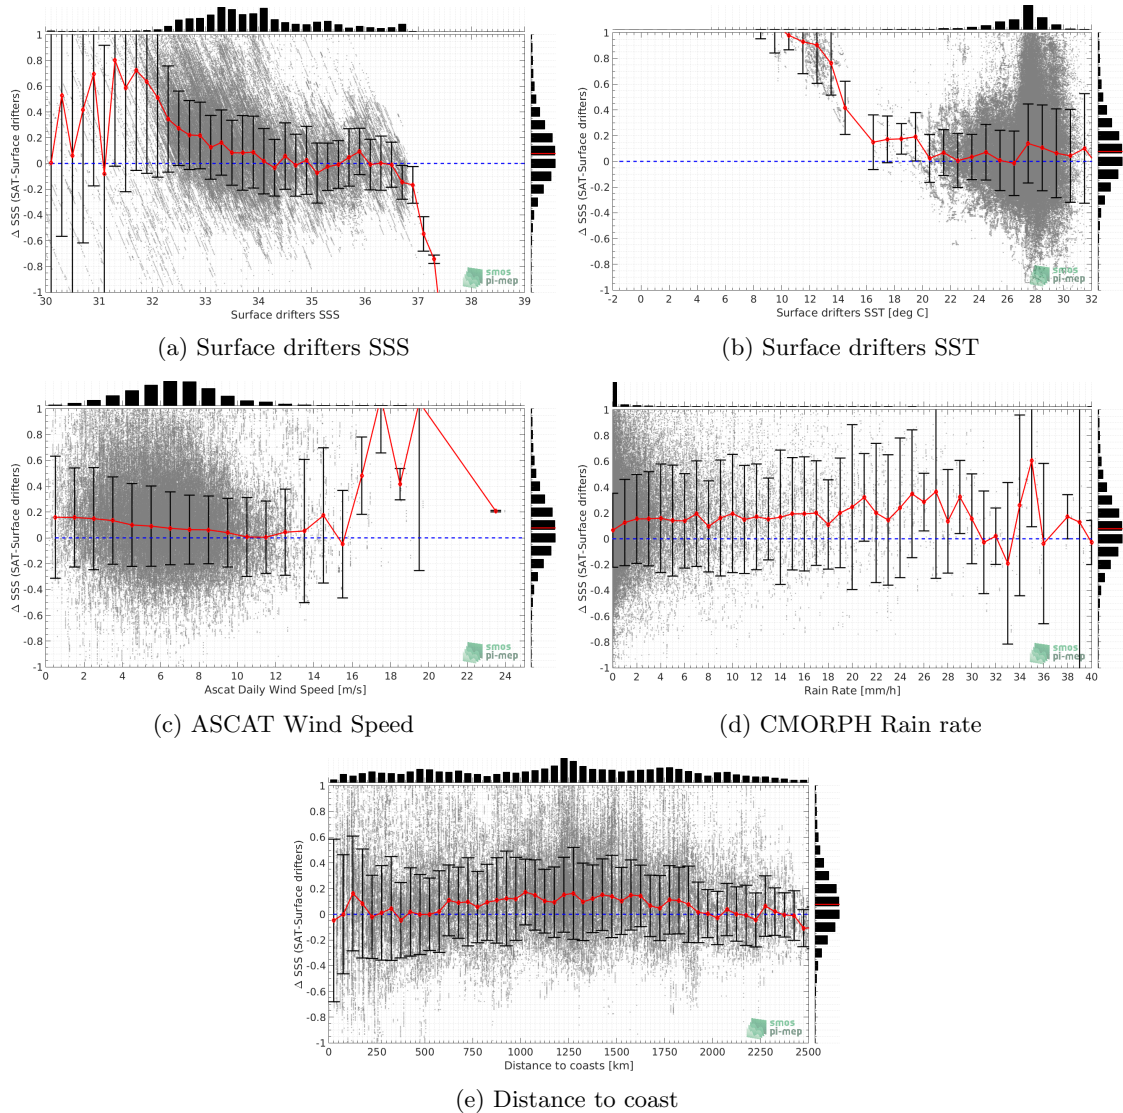 1
0.8
0.6
0.4
0.2
0
-0.2
-0.4
-0.6
-0.8
-1
Δ SSS (SAT-Surface drifters)
30 31 32 33 34 35 36 37 38 39
Surface drifters SSS
smos
pi-mep
(a) Surface drifters SSS
1
0.8
0.6
0.4
0.2
0
-0.2
-0.4
-0.6
-0.8
-1
Δ SSS (SAT-Surface drifters)
-2 0 2 4 6 8 10 12 14 16 18 20 22 24 26 28 30 32
Surface drifters SST [deg C]
smos
pi-mep
(b) Surface drifters SST
1
0.8
0.6
0.4
0.2
0
-0.2
-0.4
-0.6
-0.8
-1
Δ SSS (SAT-Surface drifters)
0 2 4 6 8 10 12 14 16 18 20 22 24
Ascat Daily Wind Speed [m/s]
smos
pi-mep
(c) ASCAT Wind Speed
1
0.8
0.6
0.4
0.2
0
-0.2
-0.4
-0.6
-0.8
-1
Δ SSS (SAT-Surface drifters)
0 2 4 6 8 10 12 14 16 18 20 22 24 26 28 30 32 34 36 38 40
Rain Rate [mm/h]
smos
pi-mep
(d) CMORPH Rain rate
1
0.8
0.6
0.4
0.2
0
-0.2
-0.4
-0.6
-0.8
-1
Δ SSS (SAT-Surface drifters)
0 250 500 750 1000 1250 1500 1750 2000 2250 2500
Distance to coasts [km]
smos
pi-mep
(e) Distance to coast